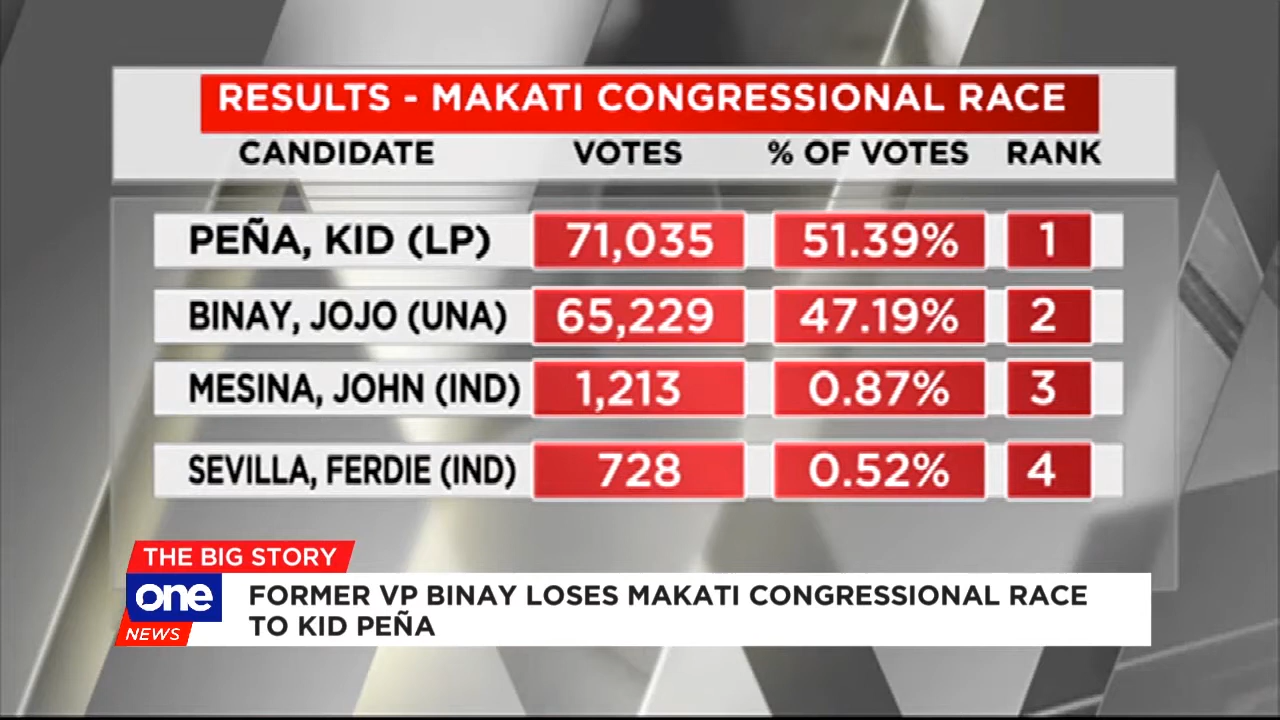 RESULTS - MAKATI CONGRESSIONAL RACE
CANDIDATE VOTES % OF VOTES RANK
PEÑA, KID (LP) 71,035 51.39% 1
BINAY, JOJO (UNA) 65,229 47.19% 2
MESINA, JOHN (IND) 1,213 0.87% 3
SEVILLA, FERDIE (IND) 728 0.52% 4
THE BIG STORY
one
NEWS
FORMER VP BINAY LOSES MAKATI CONGRESSIONAL RACE
TO KID PEÑA